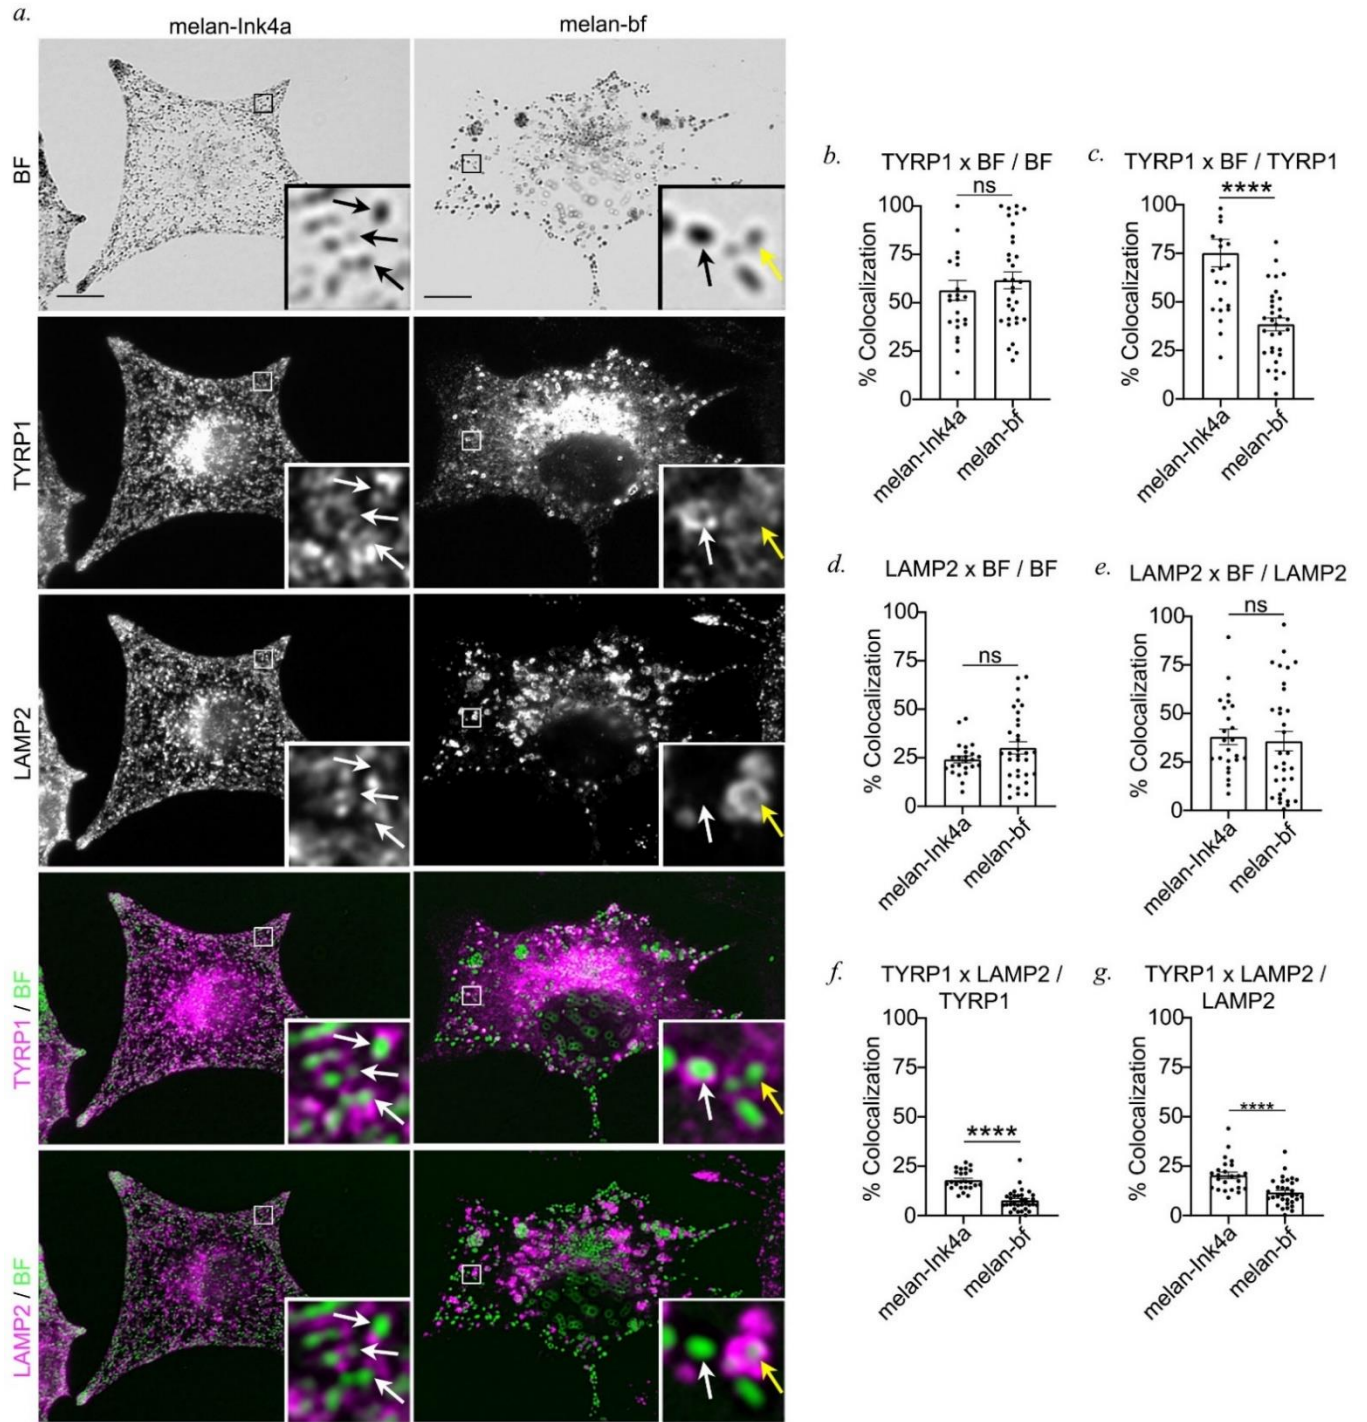 a.
melan-Ink4a
melan-bf
BF
TYRP1
LAMP2
TYRP1 / BF
LAMP2 / BF
b.
TYRP1 x BF / BF
% Colocalization
100
75
50
25
0
ns
melan-Ink4a
melan-bf
c.
TYRP1 x BF / TYRP1
% Colocalization
100
75
50
25
0
****
melan-Ink4a
melan-bf
d.
LAMP2 x BF / BF
% Colocalization
100
75
50
25
0
ns
melan-Ink4a
melan-bf
e.
LAMP2 x BF / LAMP2
% Colocalization
100
75
50
25
0
ns
melan-Ink4a
melan-bf
f.
TYRP1 x LAMP2 /
TYRP1
% Colocalization
100
75
50
25
0
****
melan-Ink4a
melan-bf
g.
TYRP1 x LAMP2 /
LAMP2
% Colocalization
100
75
50
25
0
****
melan-Ink4a
melan-bf